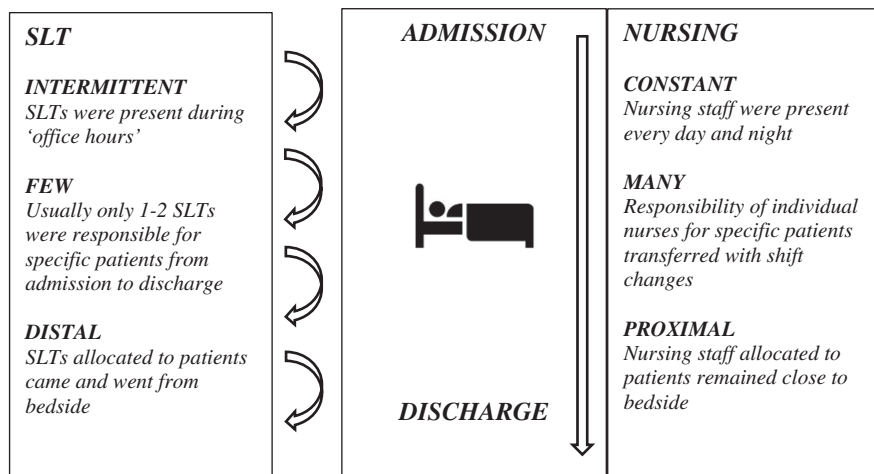 SLT
INTERMITTENT
SLTs were present during
‘office hours’
FEW
Usually only 1-2 SLTs
were responsible for
specific patients from
admission to discharge
DISTAL
SLTs allocated to patients
came and went from
bedside
ADMISSION
DISCHARGE
NURSING
CONSTANT
Nursing staff were present
every day and night
MANY
Responsibility of individual
nurses for specific patients
transferred with shift
changes
PROXIMAL
Nursing staff allocated to
patients remained close to
bedside